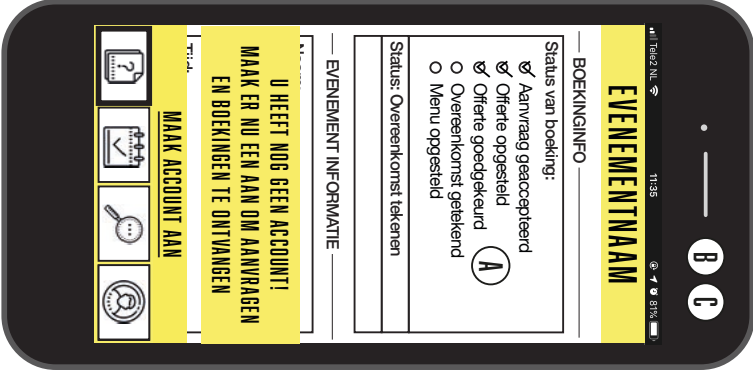 Tele2 NL 11:35 81%
EVENEMENTNAAM
BOEKINGINFO
Status van boeking:
Aanvraag geaccepteerd
Offerte opgesteld
Offerte goedgekeurd
Overeenkomst getekend
Menu opgesteld
A
Status: Overeenkomst tekenen
EVENEMENT INFORMATIE
U HEEFT NOG GEEN ACCOUNT!
MAAK ER NU EEN AAN OM AANVRAGEN
EN BOEKINGEN TE ONTVANGEN
MAAK ACCOUNT AAN
B
C